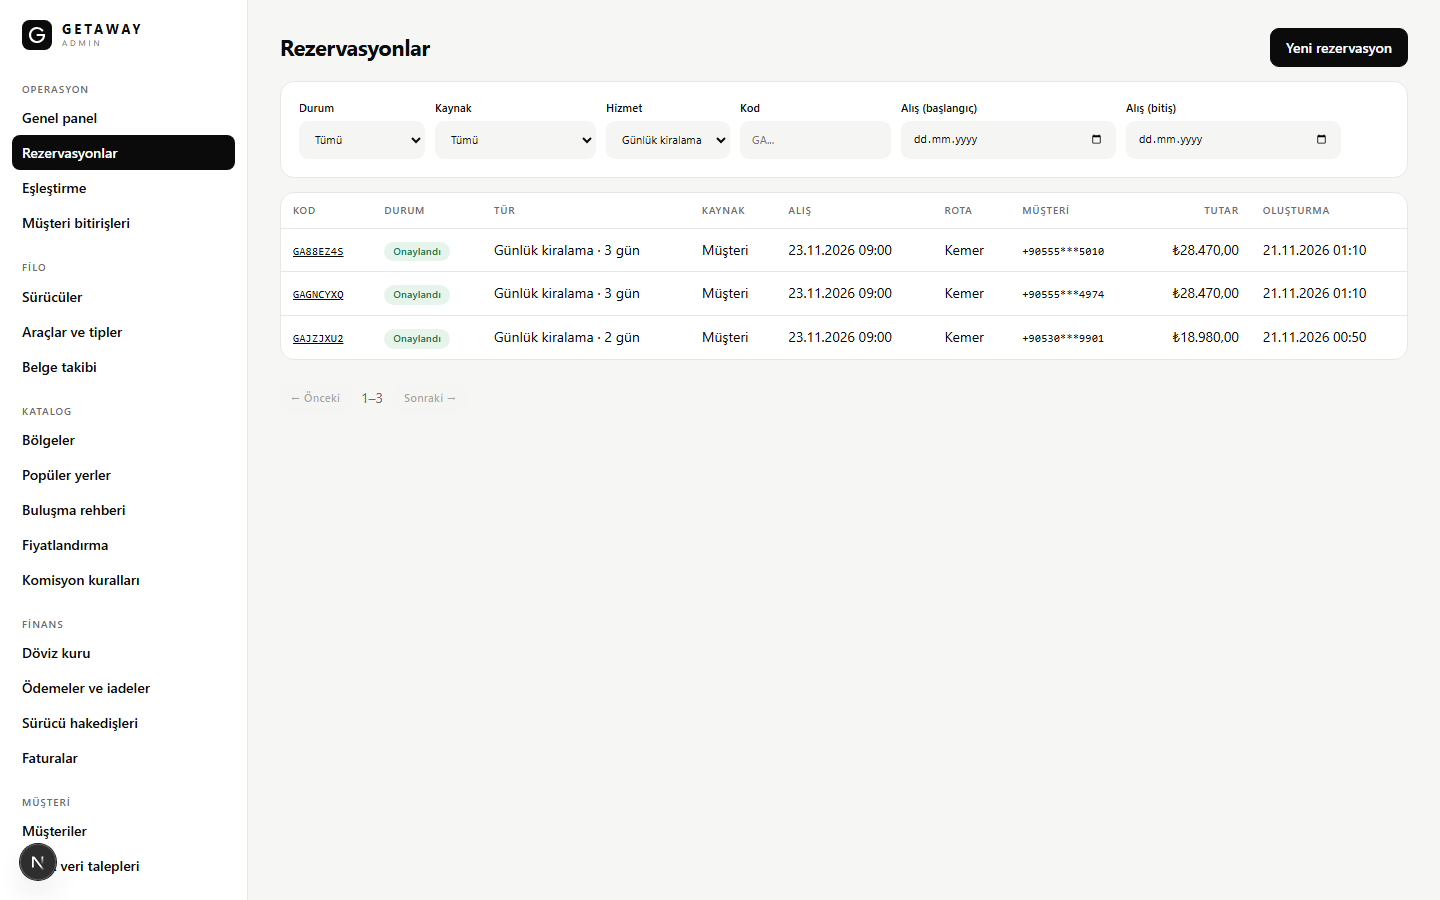 GETAWAY
ADMIN
OPERASYON
Genel panel
Rezervasyonlar
Eşleştirme
Müşteri bitirişleri
FİLO
Sürücüler
Araçlar ve tipler
Belge takibi
KATALOG
Bölgeler
Popüler yerler
Buluşma rehberi
Fiyatlandırma
Komisyon kuralları
FİNANS
Döviz kuru
Ödemeler ve iadeler
Sürücü hakedişleri
Faturalar
MÜŞTERİ
Müşteriler
veri talepleri
N
Rezervasyonlar
Yeni rezervasyon
Durum Kaynak Hizmet Kod Alış (başlangıç) Alış (bitiş)
Tümü Tümü Günlük kiralama GA… dd.mm.yyyy dd.mm.yyyy
KOD DURUM TÜR KAYNAK ALIŞ ROTA MÜŞTERİ TUTAR OLUŞTURMA
GA88EZ4S Onaylandı Günlük kiralama · 3 gün Müşteri 23.11.2026 09:00 Kemer +90555***5010 ₺28.470,00 21.11.2026 01:10
GAGNCYXQ Onaylandı Günlük kiralama · 3 gün Müşteri 23.11.2026 09:00 Kemer +90555***4974 ₺28.470,00 21.11.2026 01:10
GAJZJXU2 Onaylandı Günlük kiralama · 2 gün Müşteri 23.11.2026 09:00 Kemer +90530***9901 ₺18.980,00 21.11.2026 00:50
← Önceki 1–3 Sonraki →